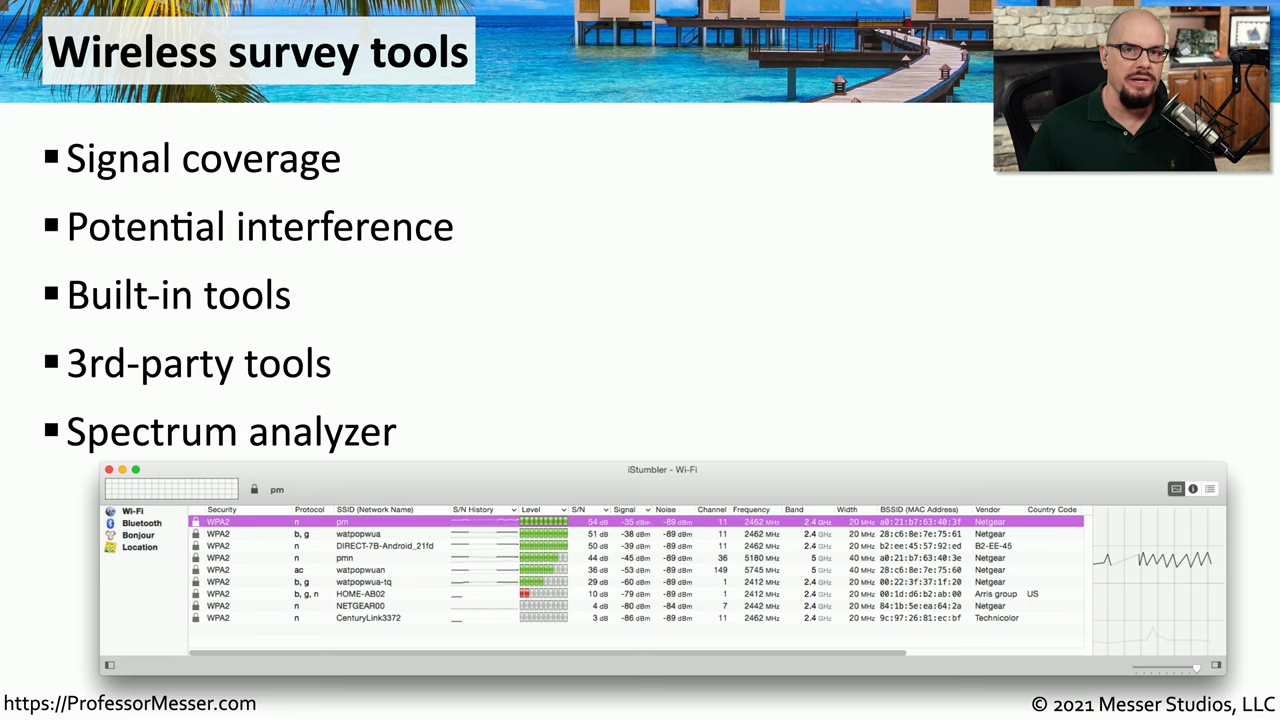 Wireless survey tools
▪ Signal coverage
▪ Potential interference
▪ Built-in tools
▪ 3rd-party tools
▪ Spectrum analyzer
iStumbler - Wi-Fi
pm
Wi-Fi
Bluetooth
Bonjour
Location
Security Protocol SSID (Network Name) S/N History Level S/N Signal Noise Channel Frequency Band Width BSSID (MAC Address) Vendor Country Code
WPA2 n pm 54 dB -35 dBm -89 dBm 11 2462 MHz 2.4 GHz 20 MHz a0:21:b7:63:40:3f Netgear
WPA2 b, g watpopwua 51 dB -38 dBm -89 dBm 11 2462 MHz 2.4 GHz 20 MHz 28:c6:8e:7e:75:61 Netgear
WPA2 n DIRECT-7B-Android_21fd 50 dB -39 dBm -89 dBm 11 2462 MHz 2.4 GHz 20 MHz b2:ee:45:57:92:ed B2-EE-45
WPA2 n pmn 44 dB -45 dBm -89 dBm 36 5180 MHz 5 GHz 40 MHz a0:21:b7:63:40:3e Netgear
WPA2 ac watpopwuan 36 dB -53 dBm -89 dBm 149 5745 MHz 5 GHz 40 MHz 28:c6:8e:7e:75:60 Netgear
WPA2 b, g watpopwua-tq 29 dB -60 dBm -89 dBm 1 2412 MHz 2.4 GHz 20 MHz 00:22:3f:37:1f:20 Netgear
WPA2 b, g, n HOME-AB02 10 dB -79 dBm -89 dBm 1 2412 MHz 2.4 GHz 20 MHz 00:1d:d6:b2:ab:00 Arris group US
WPA2 n NETGEAR00 4 dB -80 dBm -84 dBm 7 2442 MHz 2.4 GHz 20 MHz 84:1b:5e:ea:64:2a Netgear
WPA2 n CenturyLink3372 3 dB -86 dBm -89 dBm 11 2462 MHz 2.4 GHz 20 MHz 9c:97:26:81:ec:bf Technicolor
https://ProfessorMesser.com
© 2021 Messer Studios, LLC